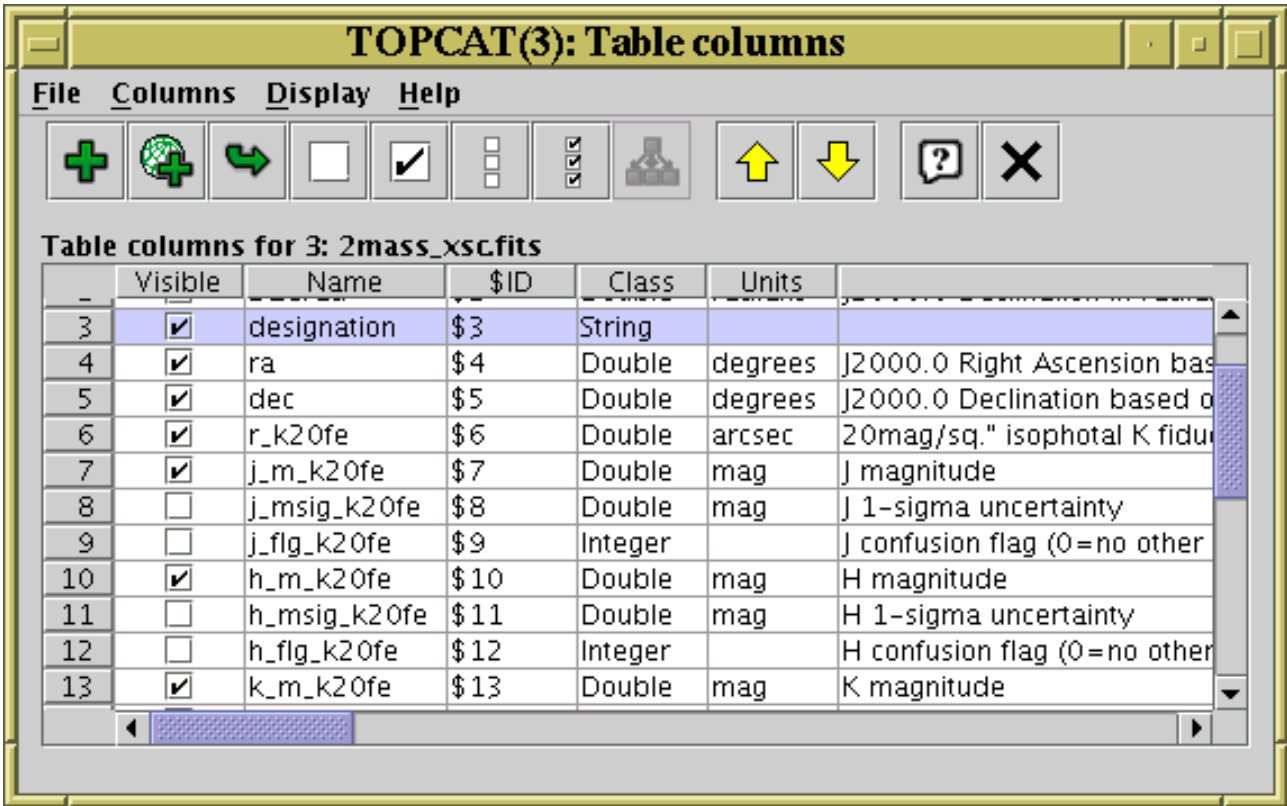 TOPCAT(3): Table columns
File Columns Display Help
Table columns for 3: 2mass_xsc.fits
Visible Name $ID Class Units
3 designation $3 String
4 ra $4 Double degrees J2000.0 Right Ascension bas
5 dec $5 Double degrees J2000.0 Declination based o
6 r_k20fe $6 Double arcsec 20mag/sq." isophotal K fidu
7 j_m_k20fe $7 Double mag J magnitude
8 j_msig_k20fe $8 Double mag J 1-sigma uncertainty
9 j_flg_k20fe $9 Integer J confusion flag (0=no other
10 h_m_k20fe $10 Double mag H magnitude
11 h_msig_k20fe $11 Double mag H 1-sigma uncertainty
12 h_flg_k20fe $12 Integer H confusion flag (0=no other
13 k_m_k20fe $13 Double mag K magnitude